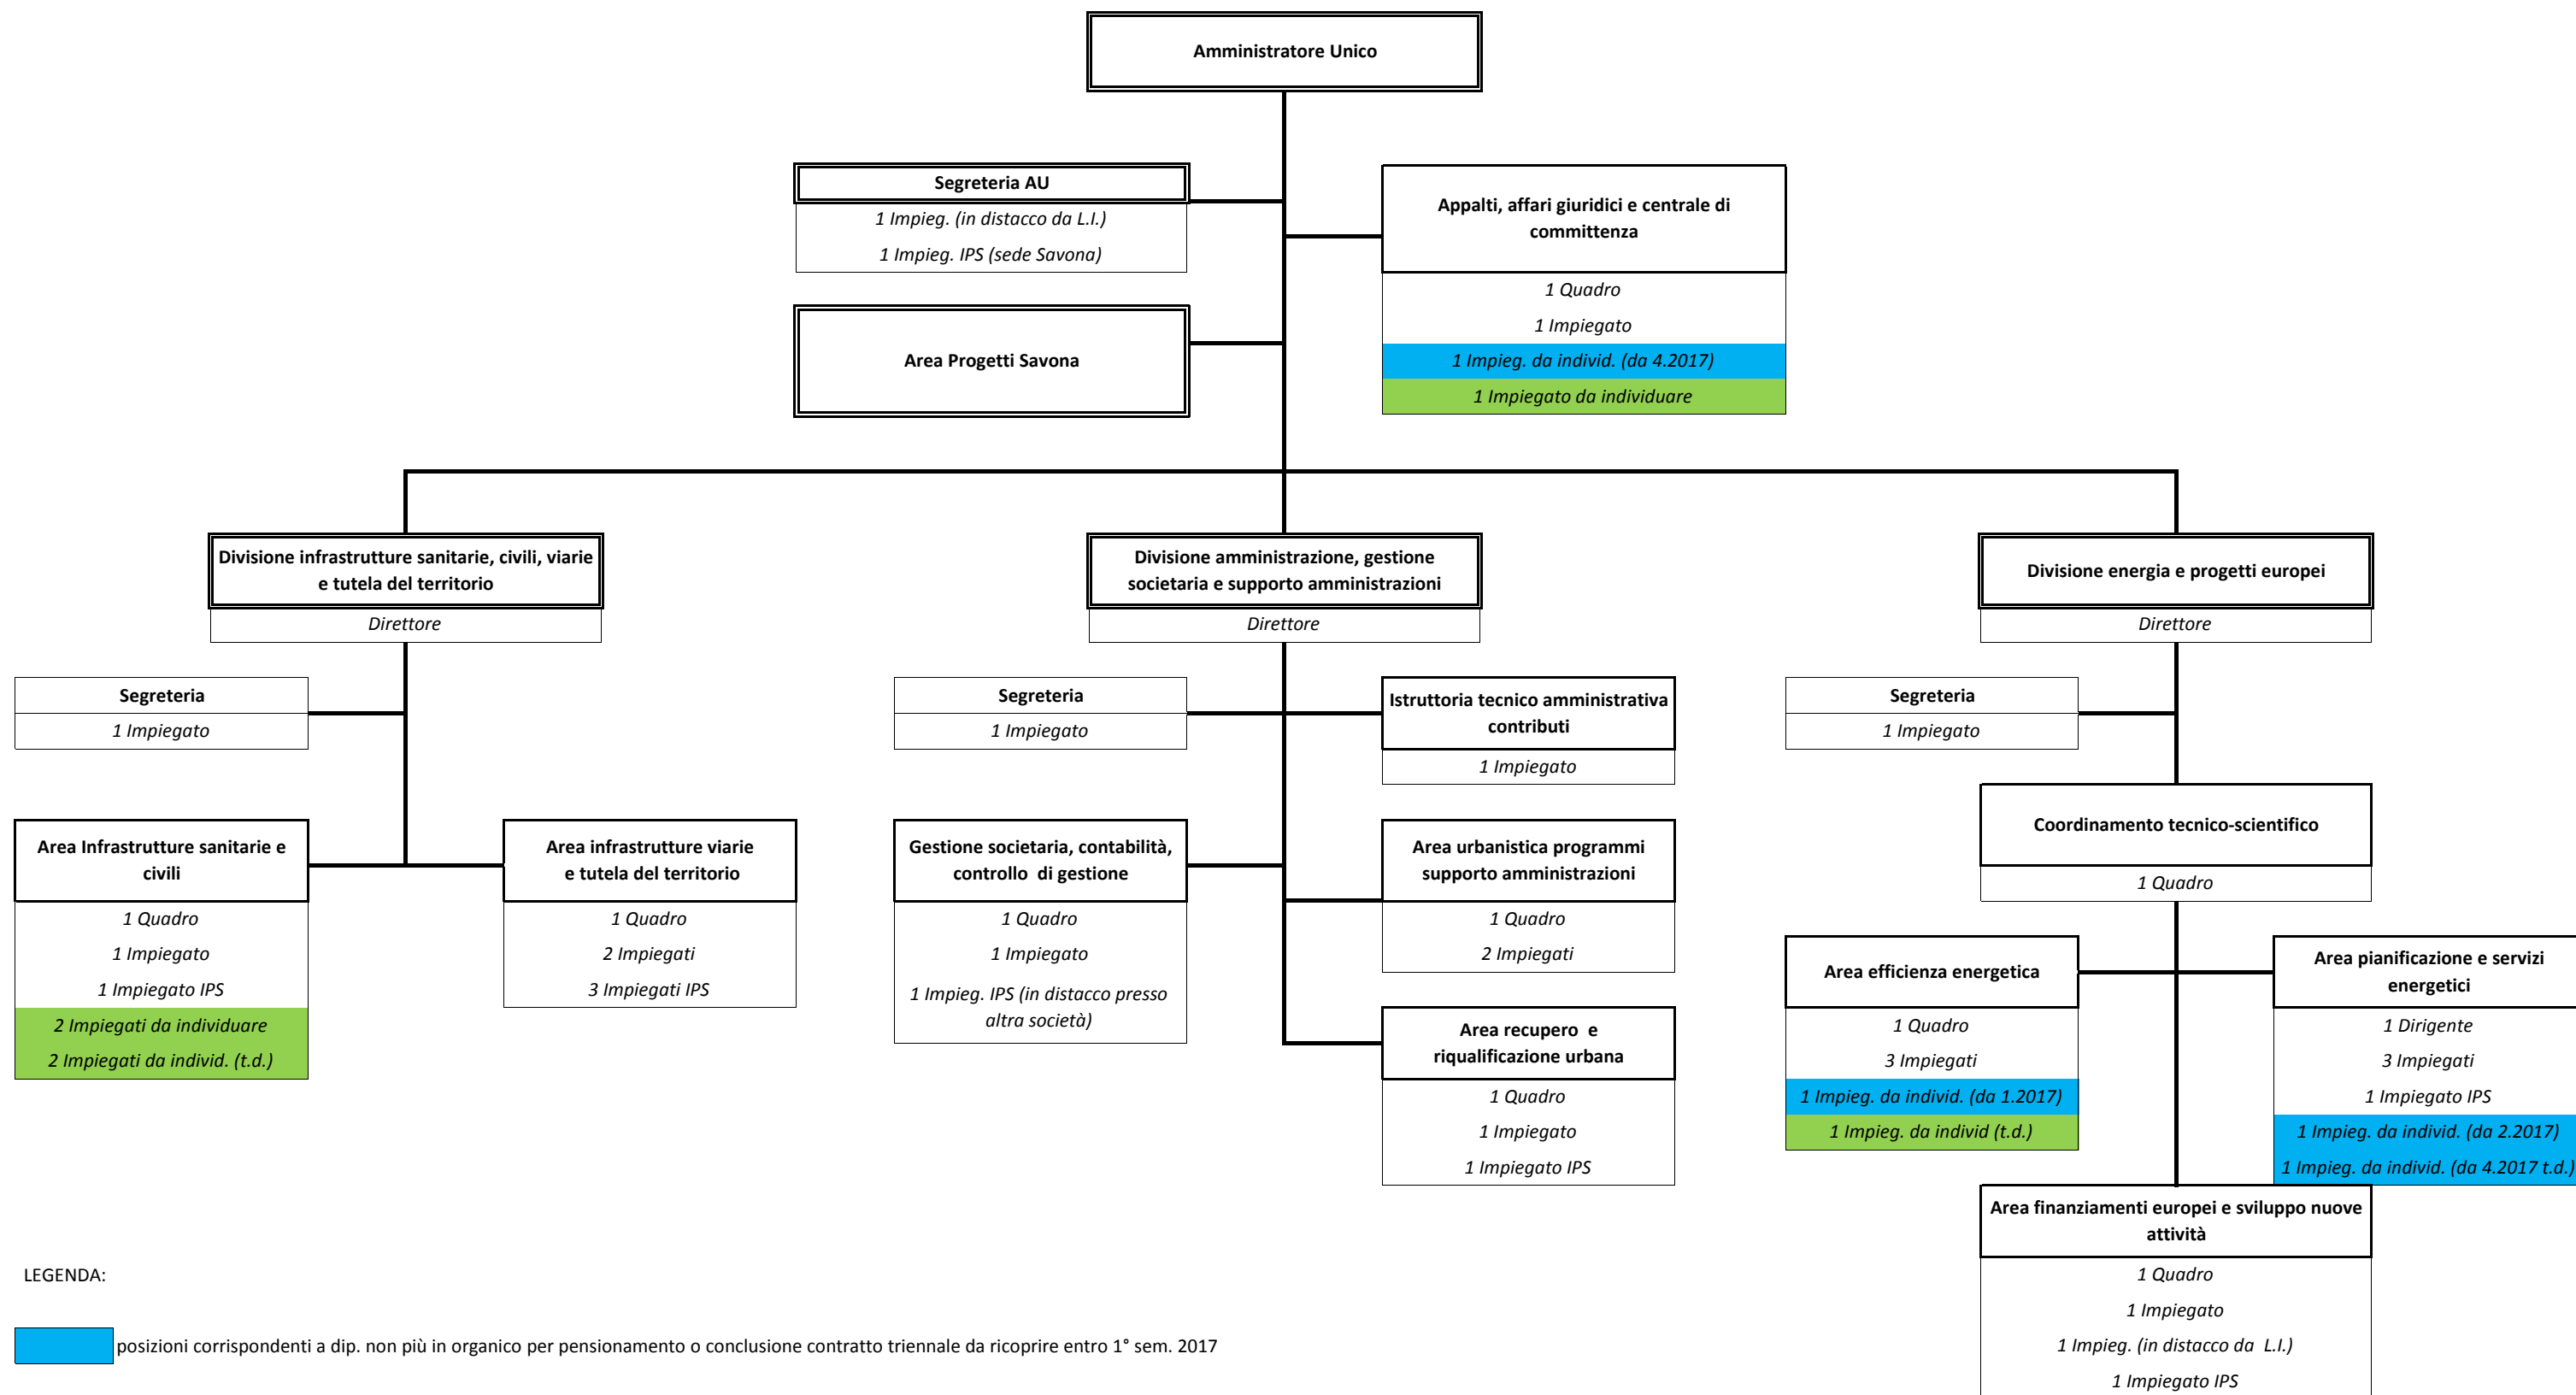 Amministratore Unico
Segreteria AU
1 Impieg. (in distacco da L.I.)
1 Impieg. IPS (sede Savona)
Appalti, affari giuridici e centrale di
committenza
1 Quadro
1 Impiegato
1 Impieg. da individ. (da 4.2017)
1 Impiegato da individuare
Area Progetti Savona
Divisione infrastrutture sanitarie, civili, viarie
e tutela del territorio
Direttore
Divisione amministrazione, gestione
societaria e supporto amministrazioni
Direttore
Divisione energia e progetti europei
Direttore
Segreteria
1 Impiegato
Segreteria
1 Impiegato
Istruttoria tecnico amministrativa
contributi
1 Impiegato
Segreteria
1 Impiegato
Area Infrastrutture sanitarie e
civili
1 Quadro
1 Impiegato
1 Impiegato IPS
2 Impiegati da individuare
2 Impiegati da individ. (t.d.)
Area infrastrutture viarie
e tutela del territorio
1 Quadro
2 Impiegati
3 Impiegati IPS
Gestione societaria, contabilità,
controllo di gestione
1 Quadro
1 Impiegato
1 Impieg. IPS (in distacco presso
altra società)
Area urbanistica programmi
supporto amministrazioni
1 Quadro
2 Impiegati
Area recupero e
riqualificazione urbana
1 Quadro
1 Impiegato
1 Impiegato IPS
Coordinamento tecnico-scientifico
1 Quadro
Area efficienza energetica
1 Quadro
3 Impiegati
1 Impieg. da individ. (da 1.2017)
1 Impieg. da individ (t.d.)
Area pianificazione e servizi
energetici
1 Dirigente
3 Impiegati
1 Impiegato IPS
1 Impieg. da individ. (da 2.2017)
1 Impieg. da individ. (da 4.2017 t.d.)
Area finanziamenti europei e sviluppo nuove
attività
1 Quadro
1 Impiegato
1 Impieg. (in distacco da L.I.)
1 Impiegato IPS
LEGENDA:
posizioni corrispondenti a dip. non più in organico per pensionamento o conclusione contratto triennale da ricoprire entro 1° sem. 2017